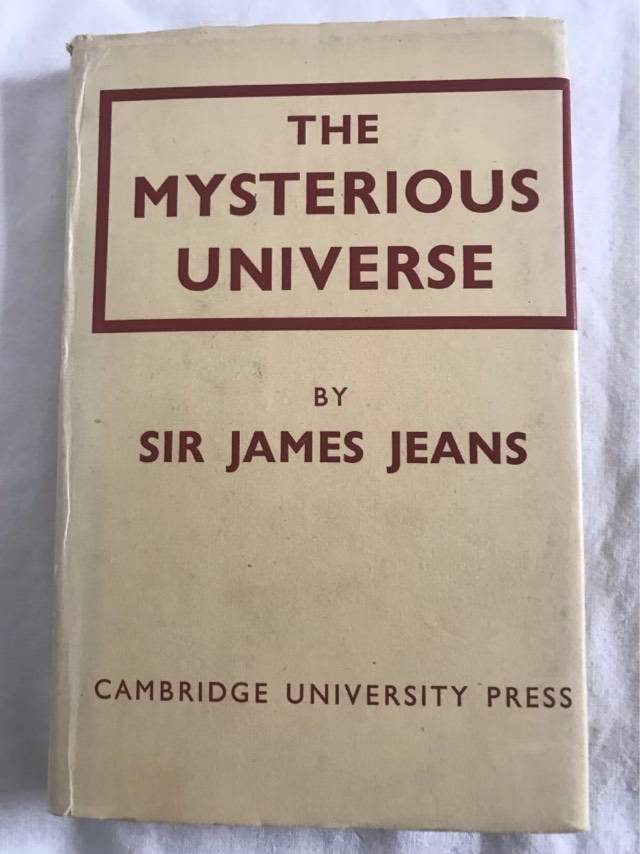 THE
MYSTERIOUS
UNIVERSE
BY
SIR JAMES JEANS
CAMBRIDGE UNIVERSITY PRESS